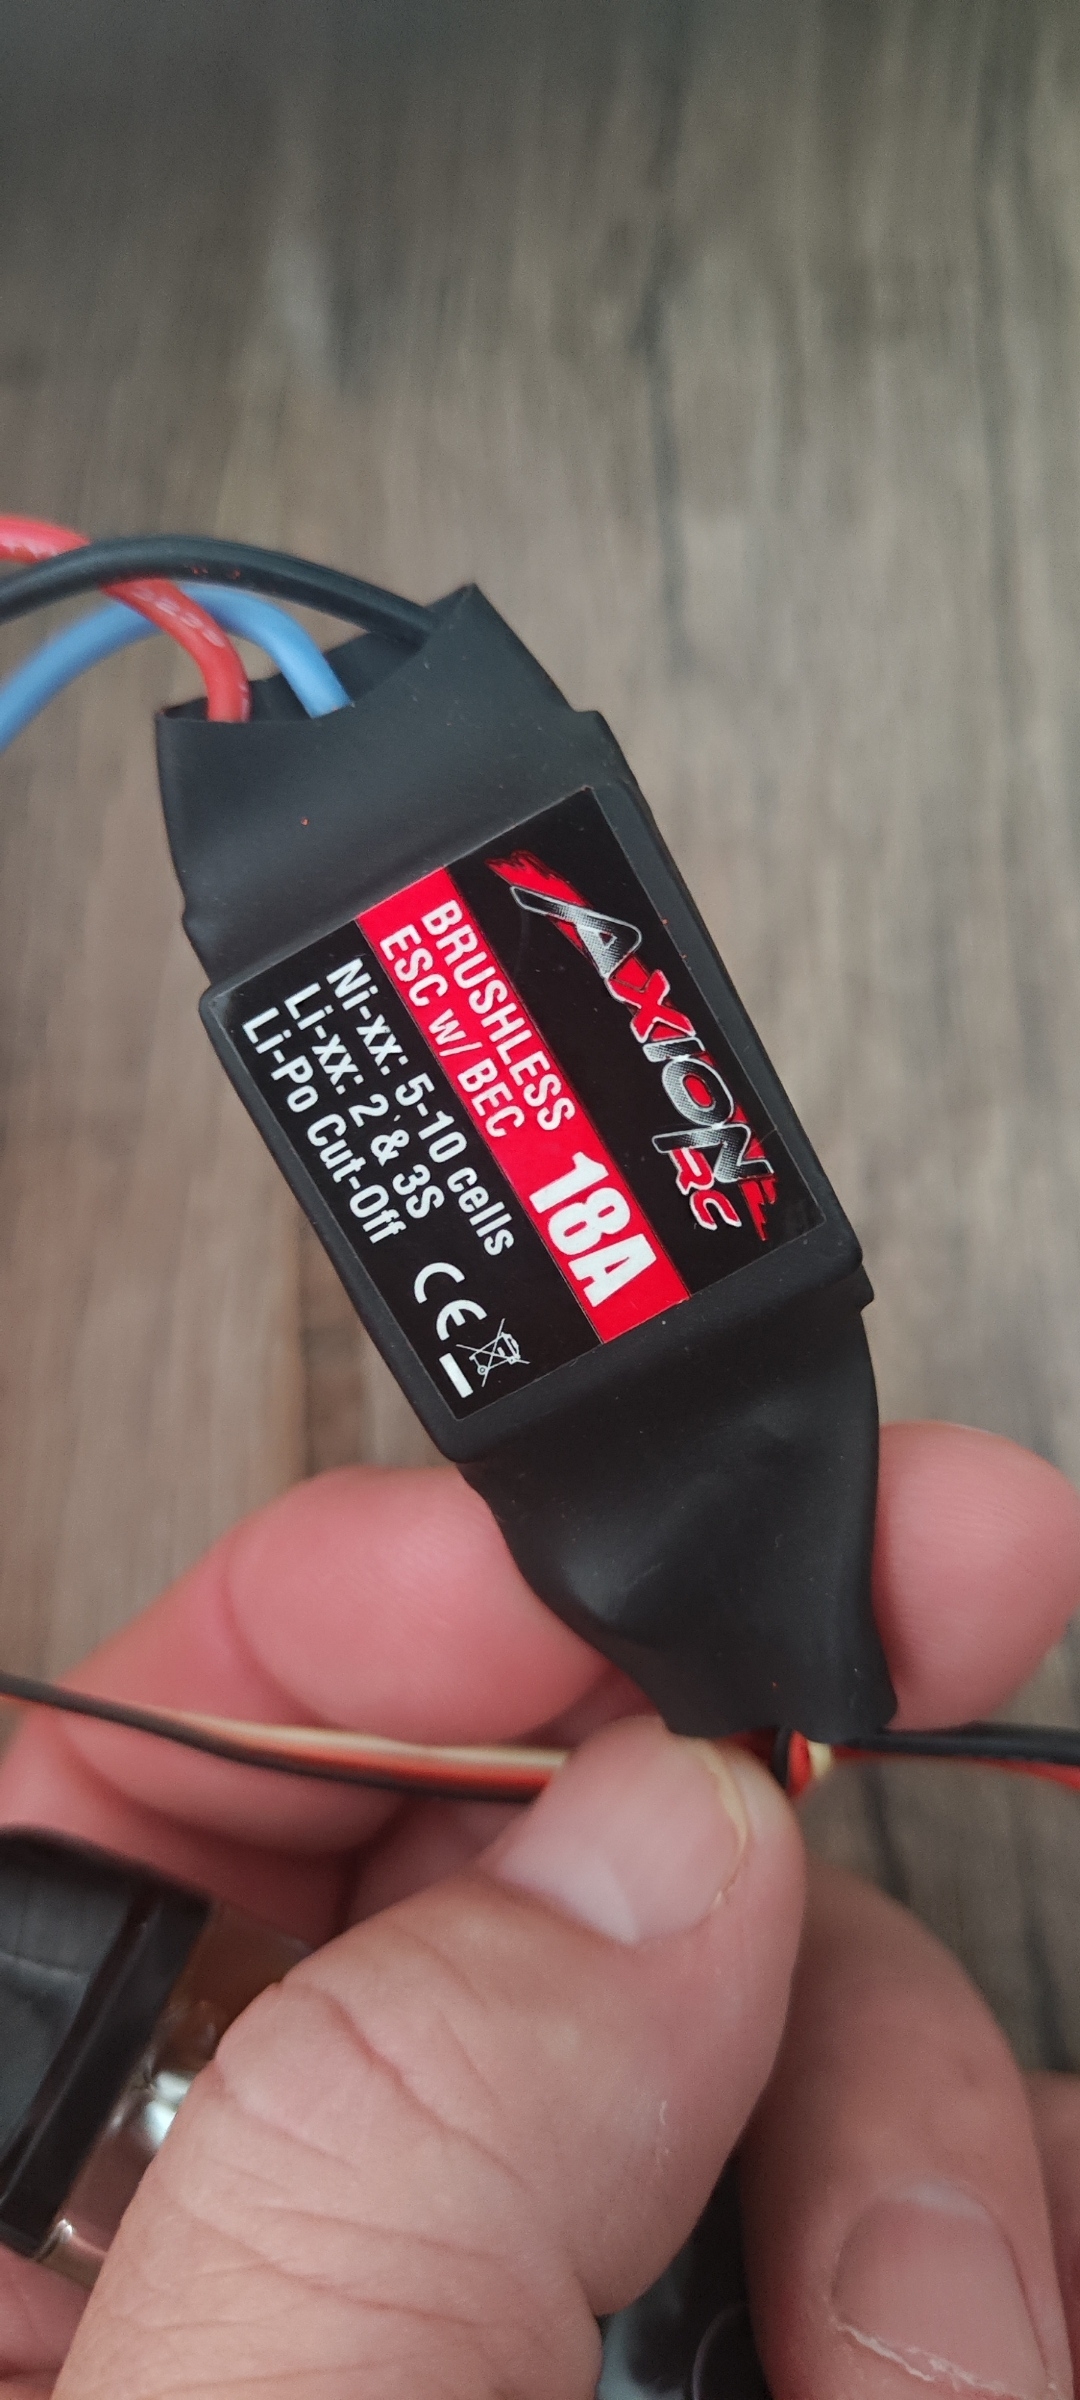 AXION
RC
BRUSHLESS
ESC w/ BEC
18A
Ni-xx: 5-10 cells
Li-xx: 2 & 3S
Li-Po Cut-Off
CE